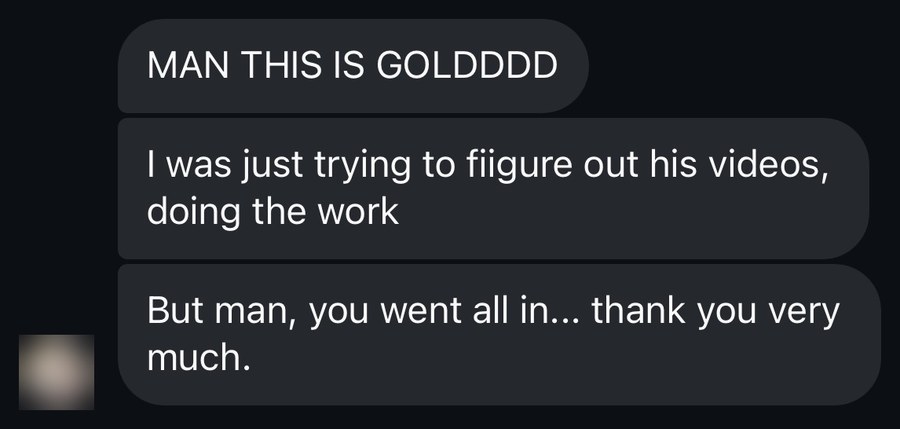 MAN THIS IS GOLDDDD
I was just trying to fiigure out his videos,
doing the work
But man, you went all in... thank you very
much.